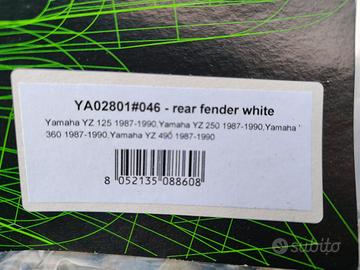 YA02801#046 - rear fender white
Yamaha YZ 125 1987-1990,Yamaha YZ 250 1987-1990,Yamaha
360 1987-1990,Yamaha YZ 490 1987-1990
8 052135 088608
subito